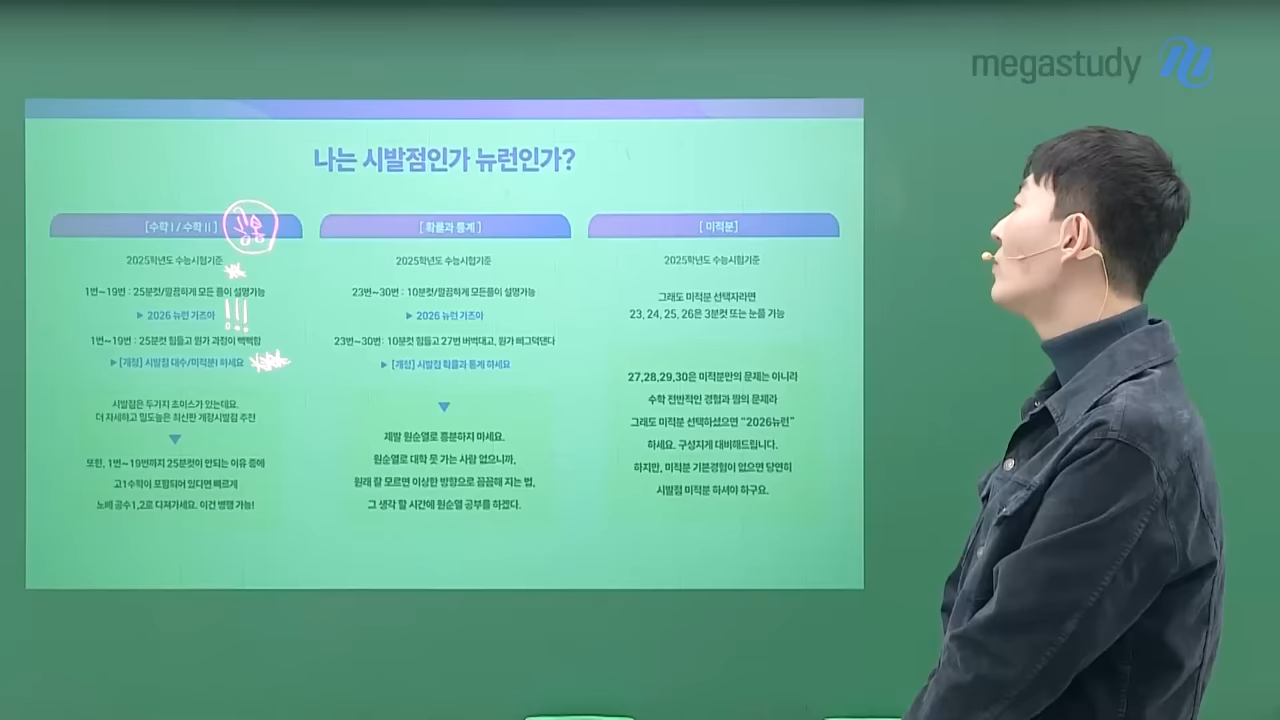 megastudy
나는 시발점인가 뉴런인가?
[수학 I / 수학 II]
공통
2025학년도 수능시험기준
1번~19번 : 25분컷/깔끔하게 모든 풀이 설명가능
▶ 2026 뉴런 가즈아
!!!
1번~19번 : 25분컷 힘들고 뭔가 과정이 빡빡함
▶ [개정] 시발점 대수/미적분I 하세요
시발점은 두가지 초이스가 있는데요.
더 자세하고 밀도높은 최신판 개정시발점 추천
▼
또한, 1번~19번까지 25분컷이 안되는 이유 중에
고1수학이 포함되어 있다면 빠르게
노베 공수1,2로 다져가세요. 이건 병행 가능!
[확률과 통계]
2025학년도 수능시험기준
23번~30번 : 10분컷/깔끔하게 모든풀이 설명가능
▶ 2026 뉴런 가즈아
23번~30번: 10분컷 힘들고 27번 버벅대고, 뭔가 삐그덕댄다
▶ [개정] 시발점 확률과 통계 하세요
▼
제발 원순열로 흥분하지 마세요.
원순열로 대학 못 가는 사람 없으니까,
원래 잘 모르면 이상한 방향으로 꼼꼼해 지는 법,
그 생각 할 시간에 원순열 공부를 하겠다.
[미적분]
2025학년도 수능시험기준
그래도 미적분 선택자라면
23, 24, 25, 26은 3분컷 또는 눈풀 가능
27,28,29,30은 미적분만의 문제는 아니라
수학 전반적인 경험과 짬의 문제라
그래도 미적분 선택하셨으면 "2026뉴런"
하세요. 구성지게 대비해드립니다.
하지만, 미적분 기본경험이 없으면 당연히
시발점 미적분 하셔야 하구요.